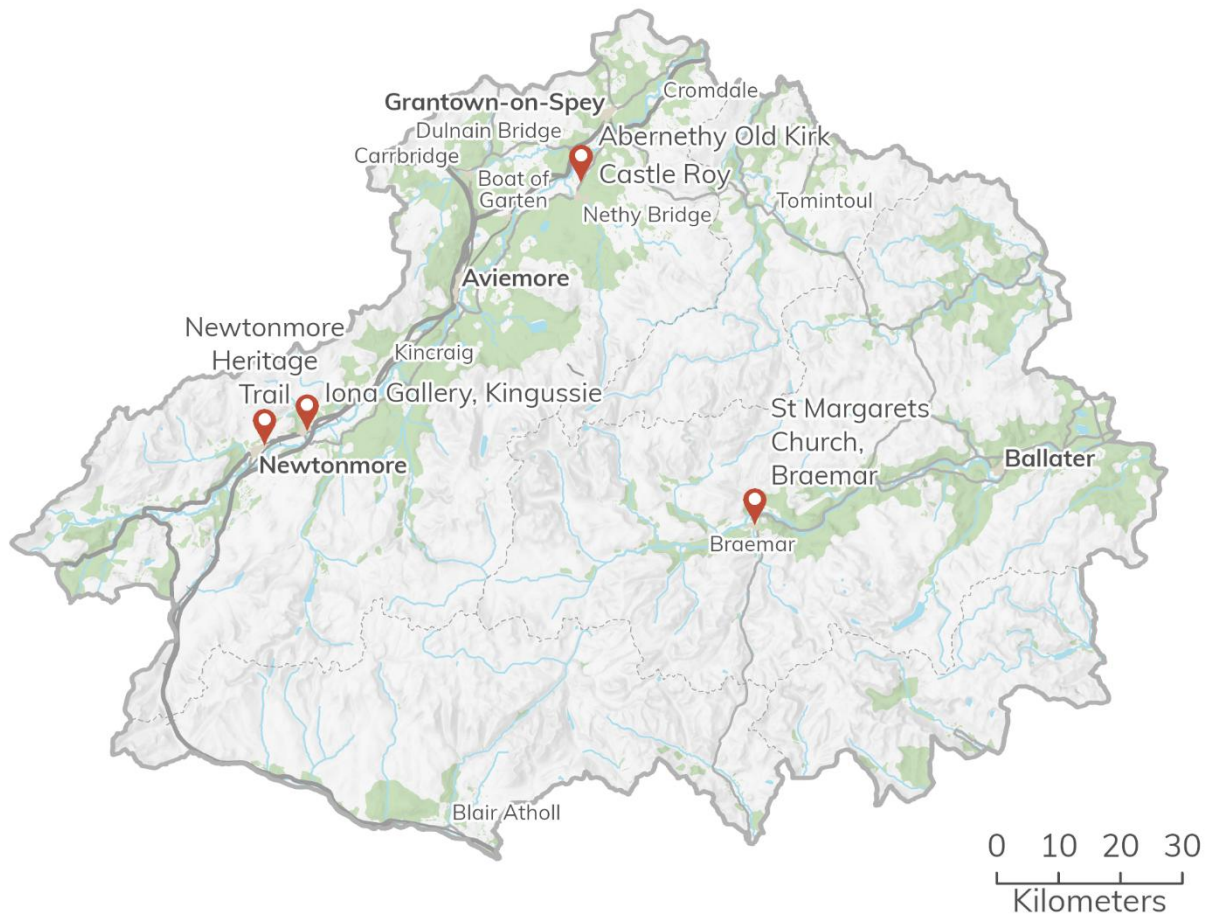 Cromdale
Grantown-on-Spey
Dulnain Bridge
Abernethy Old Kirk
Carrbridge
Castle Roy
Boat of
Garten
Nethy Bridge
Tomintoul
Aviemore
Newtonmore
Heritage
Trail
Kincraig
Iona Gallery, Kingussie
Newtonmore
St Margarets
Church,
Braemar
Ballater
Braemar
Blair Atholl
0 10 20 30
Kilometers